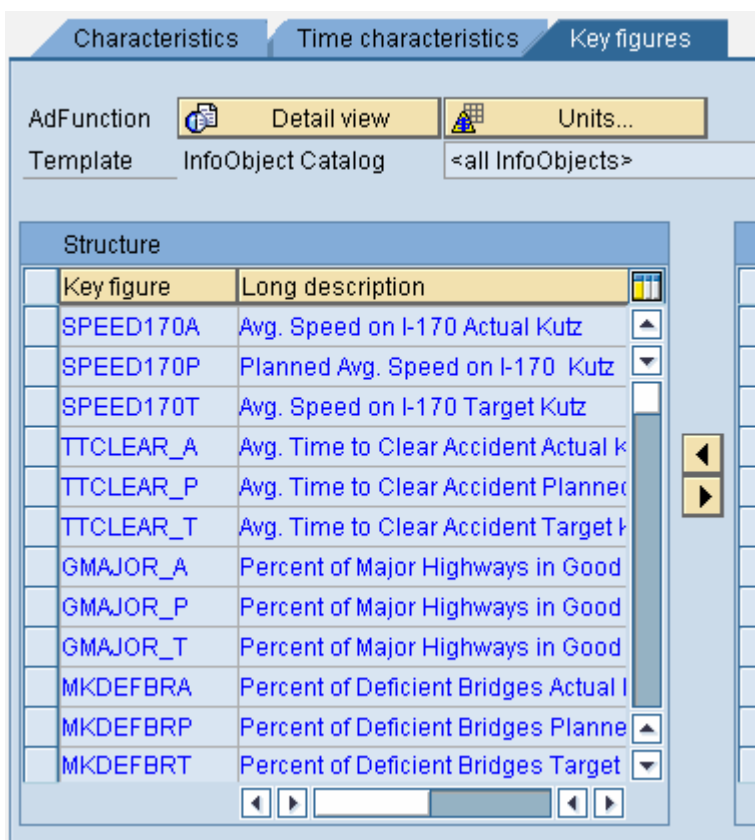 Characteristics Time characteristics Key figures
AdFunction Detail view Units...
Template InfoObject Catalog <all InfoObjects>
Structure
Key figure Long description
SPEED170A Avg. Speed on I-170 Actual Kutz
SPEED170P Planned Avg. Speed on I-170 Kutz
SPEED170T Avg. Speed on I-170 Target Kutz
TTCLEAR_A Avg. Time to Clear Accident Actual
TTCLEAR_P Avg. Time to Clear Accident Planned
TTCLEAR_T Avg. Time to Clear Accident Target
GMAJOR_A Percent of Major Highways in Good
GMAJOR_P Percent of Major Highways in Good
GMAJOR_T Percent of Major Highways in Good
MKDEFBRA Percent of Deficient Bridges Actual
MKDEFBRP Percent of Deficient Bridges Planne
MKDEFBRT Percent of Deficient Bridges Target